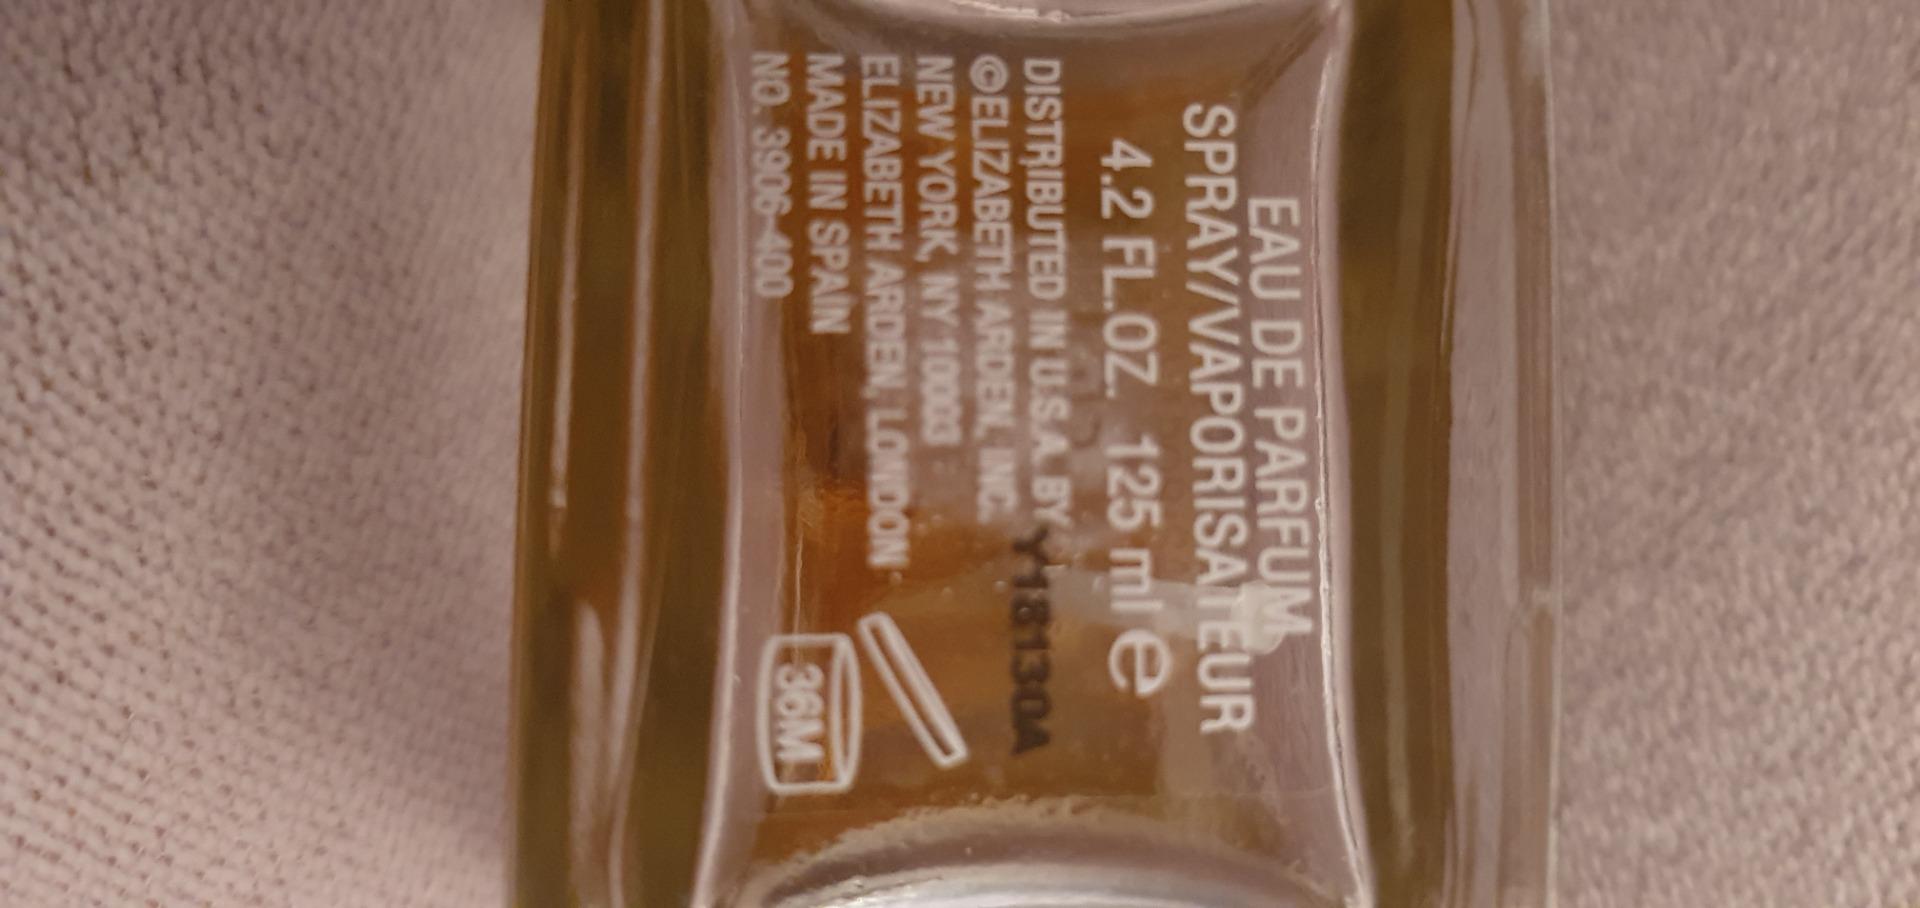 EAU DE PARFUM
SPRAY/VAPORISATEUR
4.2 FL.OZ. 125 ml e
DISTRIBUTED IN U.S.A. BY
©ELIZABETH ARDEN, INC.
NEW YORK, NY 10003
ELIZABETH ARDEN, LONDON
MADE IN SPAIN
NO. 3906-400
Y18130A
36M